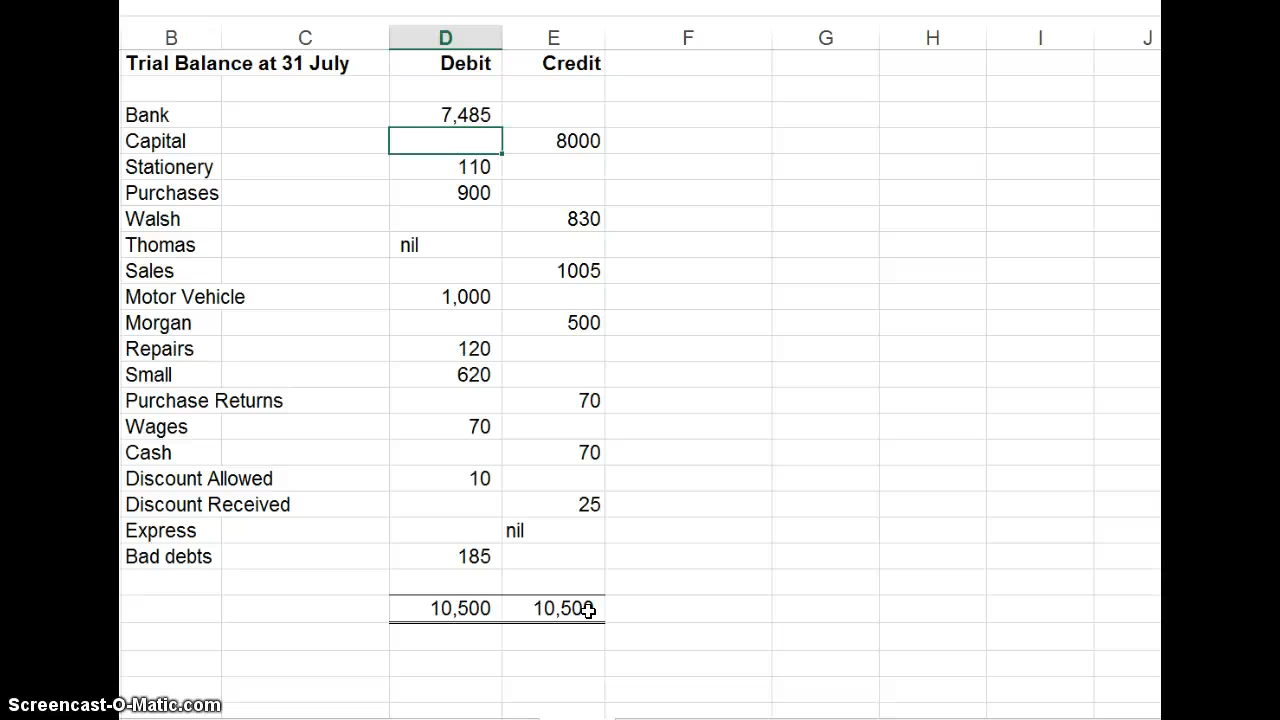 B C D E F G H I J
Trial Balance at 31 July Debit Credit
Bank 7,485
Capital 8000
Stationery 110
Purchases 900
Walsh 830
Thomas nil
Sales 1005
Motor Vehicle 1,000
Morgan 500
Repairs 120
Small 620
Purchase Returns 70
Wages 70
Cash 70
Discount Allowed 10
Discount Received 25
Express nil
Bad debts 185
10,500 10,500
Screencast-O-Matic.com